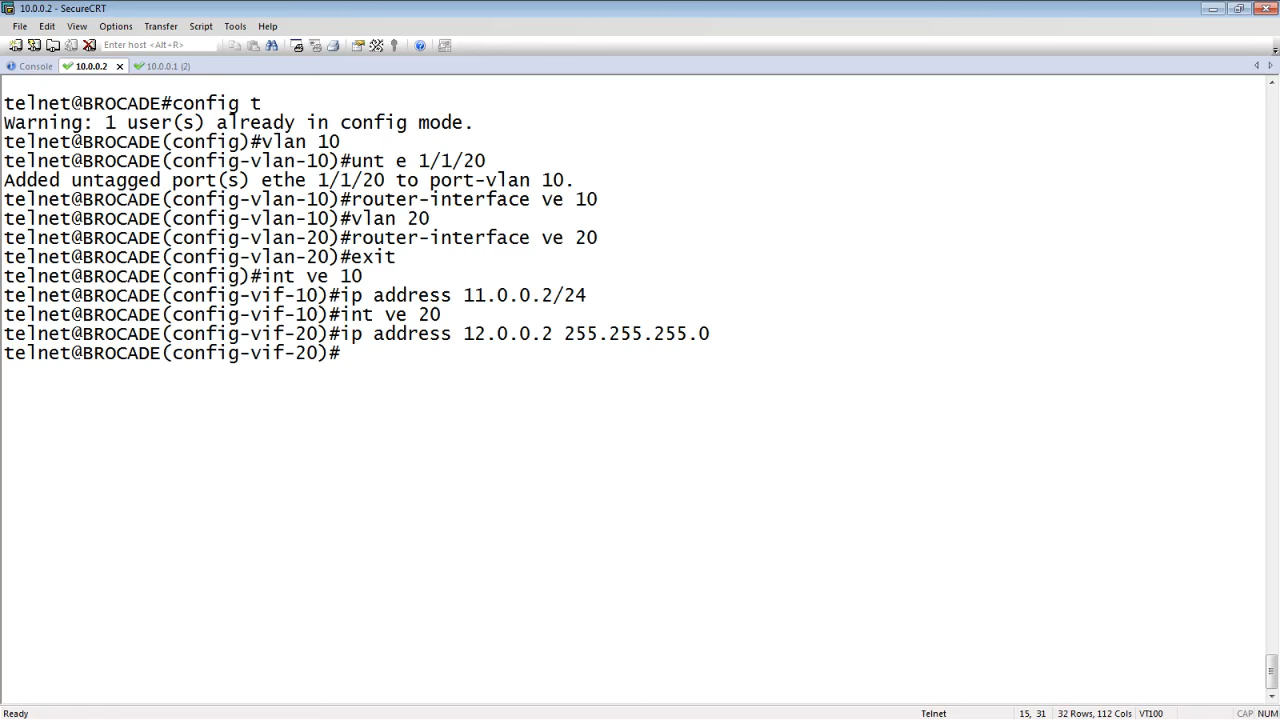 10.0.0.2 - SecureCRT
File Edit View Options Transfer Script Tools Help
Enter host <Alt+R>
Console 10.0.0.2 10.0.0.1 (2)
telnet@BROCADE#config t
Warning: 1 user(s) already in config mode.
telnet@BROCADE(config)#vlan 10
telnet@BROCADE(config-vlan-10)#unt e 1/1/20
Added untagged port(s) ethe 1/1/20 to port-vlan 10.
telnet@BROCADE(config-vlan-10)#router-interface ve 10
telnet@BROCADE(config-vlan-10)#vlan 20
telnet@BROCADE(config-vlan-20)#router-interface ve 20
telnet@BROCADE(config-vlan-20)#exit
telnet@BROCADE(config)#int ve 10
telnet@BROCADE(config-vif-10)#ip address 11.0.0.2/24
telnet@BROCADE(config-vif-10)#int ve 20
telnet@BROCADE(config-vif-20)#ip address 12.0.0.2 255.255.255.0
telnet@BROCADE(config-vif-20)#
Ready Telnet 15, 31 32 Rows, 112 Cols VT100 CAP NUM